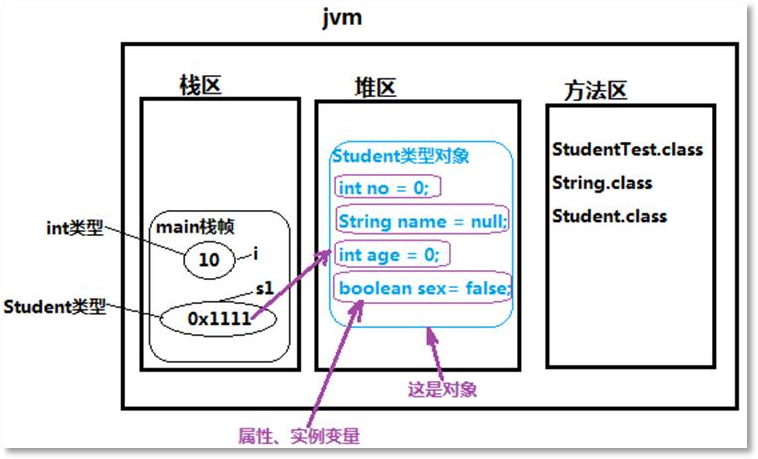 jvm
栈区
堆区
方法区
Student类型对象
int no = 0;
String name = null;
int age = 0;
boolean sex= false;
StudentTest.class
String.class
Student.class
int类型
main栈帧
10
i
s1
Student类型
0x1111
这是对象
属性、实例变量